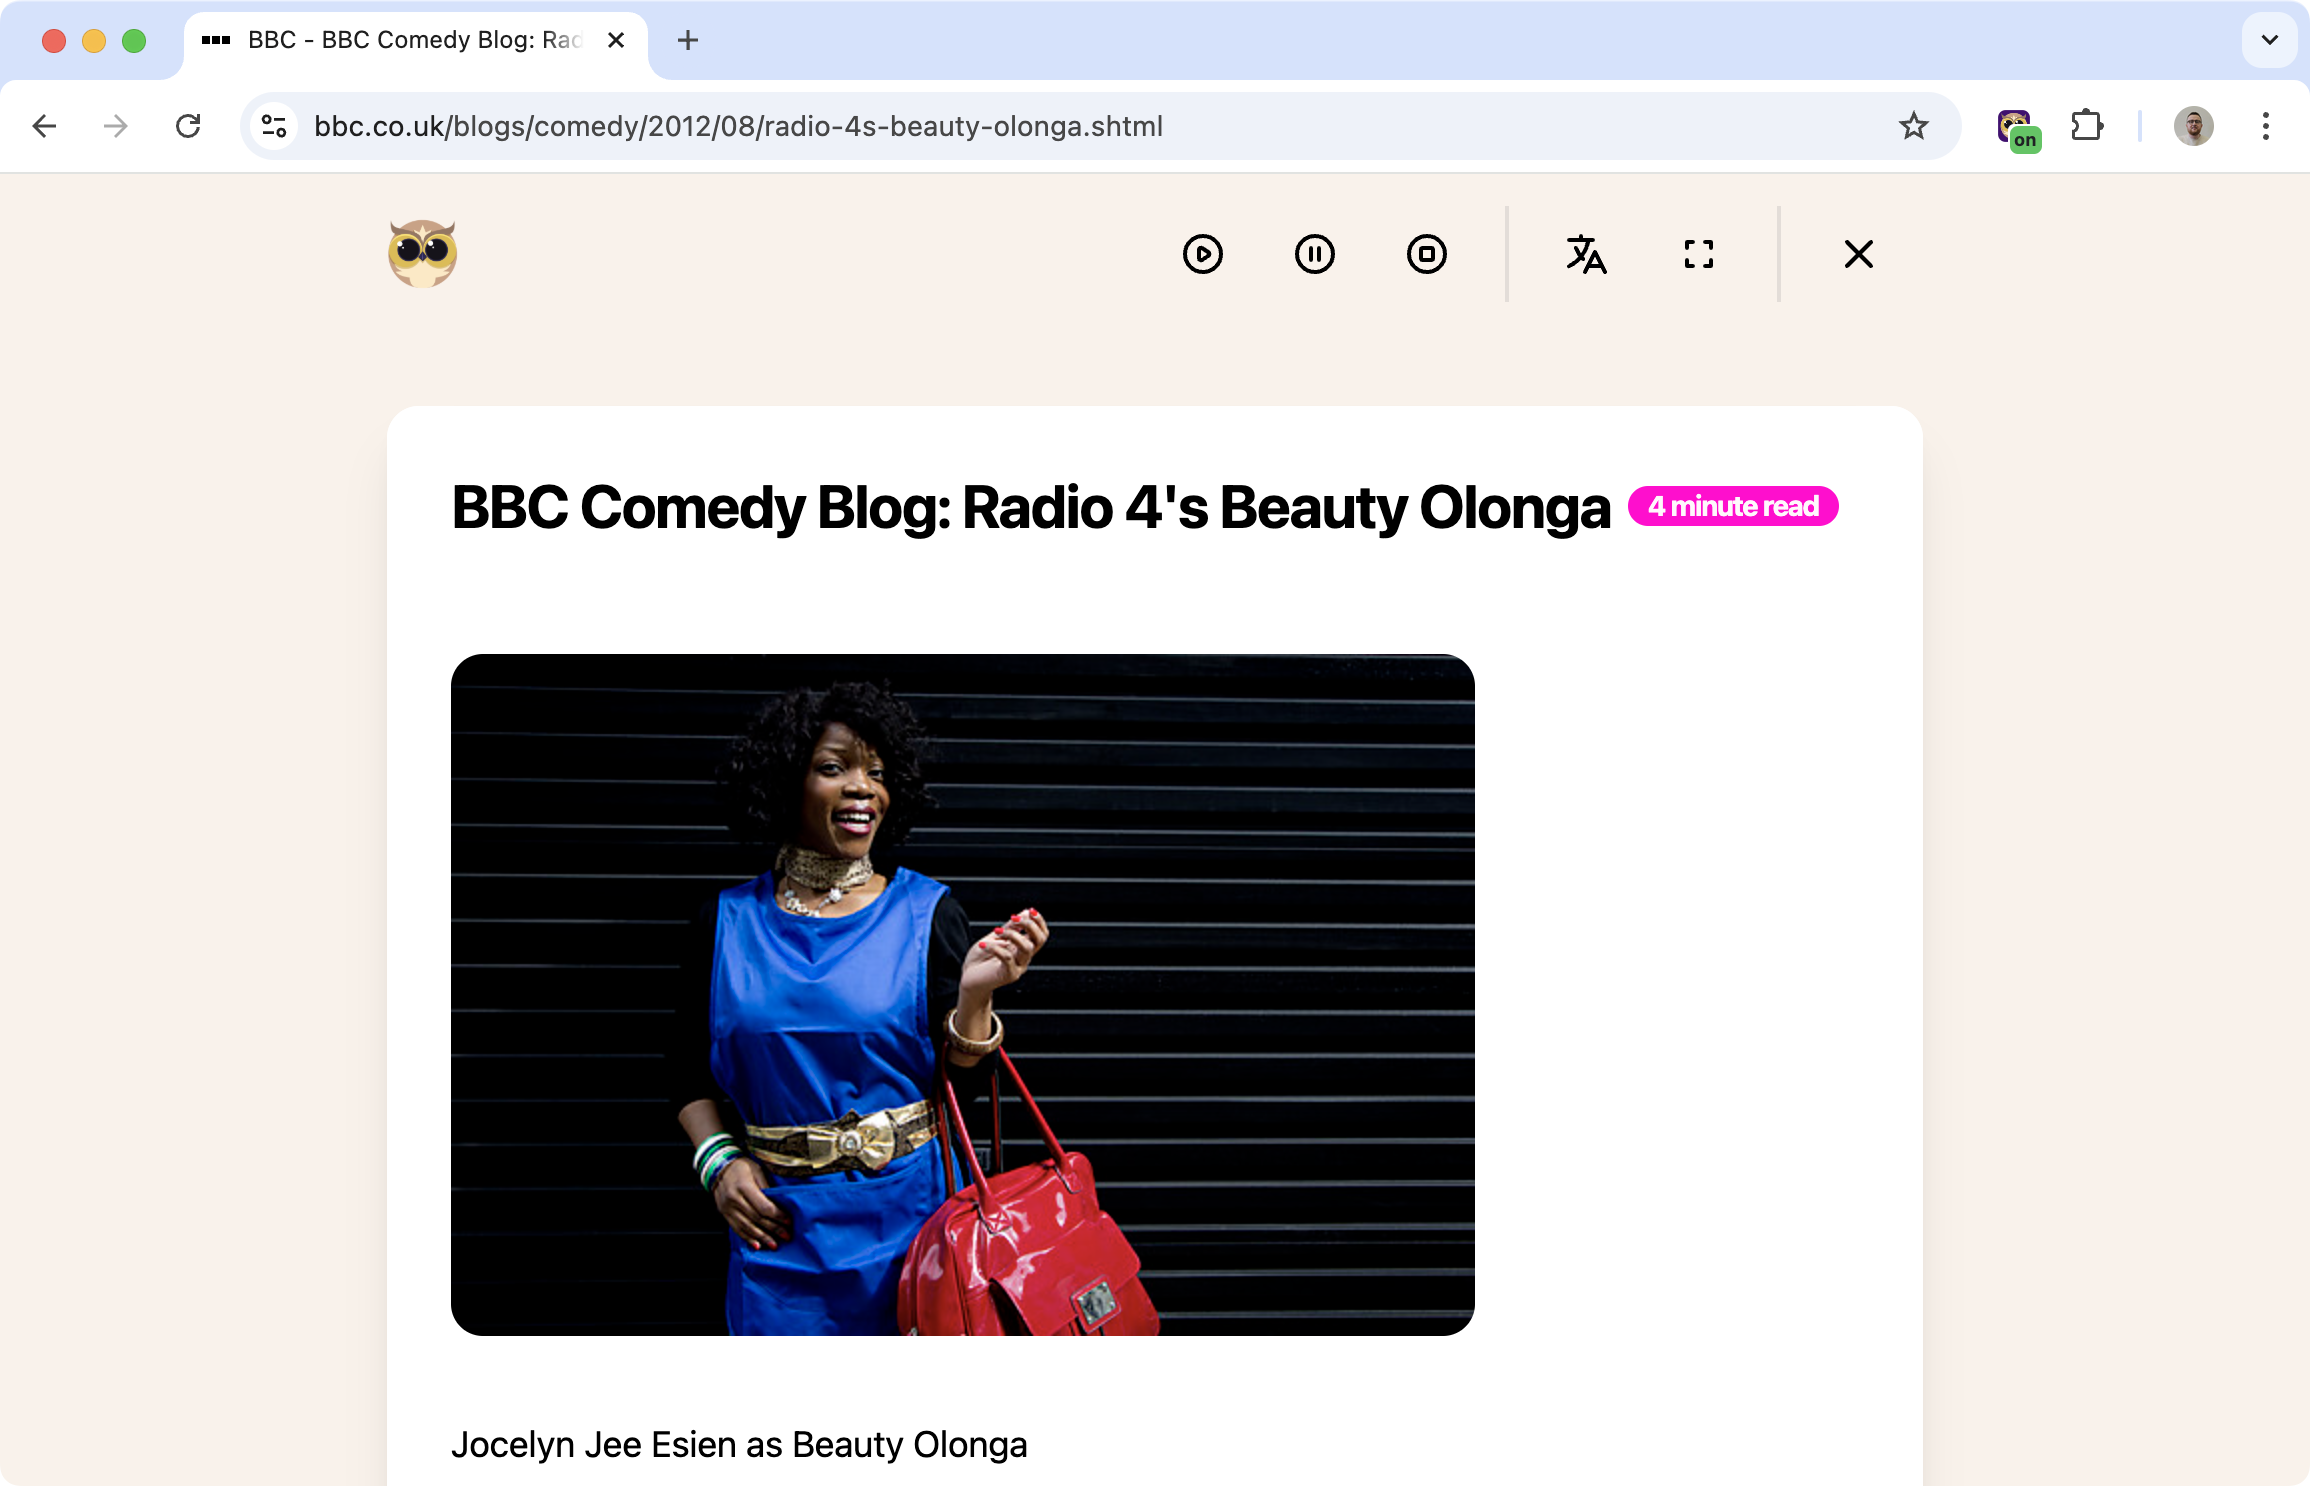 BBC - BBC Comedy Blog: Rad
bbc.co.uk/blogs/comedy/2012/08/radio-4s-beauty-olonga.shtml
on
BBC Comedy Blog: Radio 4's Beauty Olonga 4 minute read
Jocelyn Jee Esien as Beauty Olonga